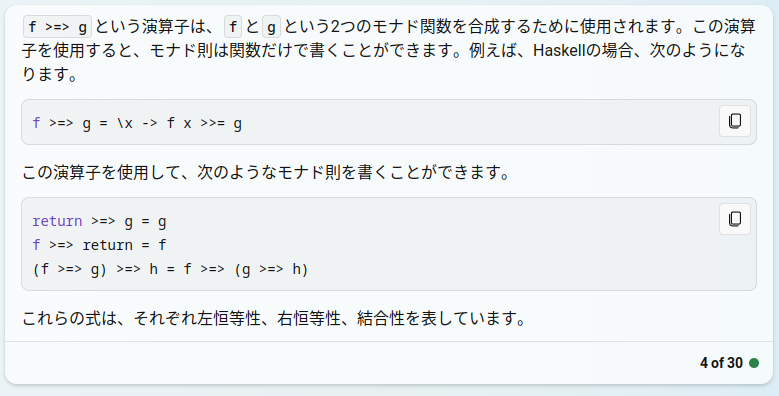 f >=> g という演算子は、 f と g という2つのモナド関数を合成するために使用されます。この演算
子を使用すると、モナド則は関数だけで書くことができます。例えば、Haskellの場合、次のようにな
ります。
f >=> g = \x -> f x >>= g
この演算子を使用して、次のようなモナド則を書くことができます。
return >=> g = g
f >=> return = f
(f >=> g) >=> h = f >=> (g >=> h)
これらの式は、それぞれ左恒等性、右恒等性、結合性を表しています。
4 of 30